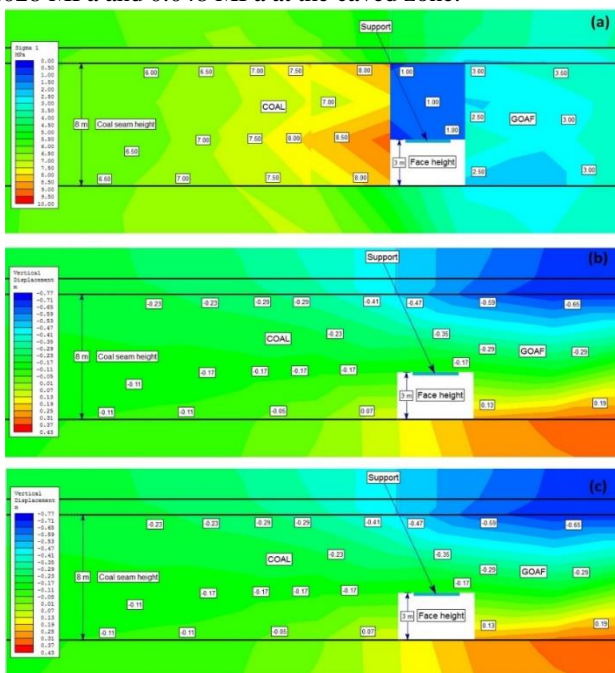 0.028 MPa and 0.048 MPa at the caved zone.
Support
(a)
Sigma 1
MPa
0.00
0.50
1.00
1.50
2.00
2.50
3.00
3.50
4.00
4.50
5.00
5.50
6.00
6.50
7.00
7.50
8.00
8.50
9.00
9.50
10.00
6.00 6.50 7.00 7.50 8.00 1.00 3.00 3.50
COAL 7.00 1.00
8 m Coal seam height
2.50 GOAF 3.00
6.50 7.00 7.50 8.00 8.50 1.00
3 m Face height
6.50 7.00 7.50 8.00 2.50 3.00
Support
(b)
Vertical
Displacement
m
-0.77
-0.71
-0.65
-0.59
-0.53
-0.47
-0.41
-0.35
-0.29
-0.23
-0.17
-0.11
-0.05
0.01
0.07
0.13
0.19
0.25
0.31
0.37
0.43
-0.23 -0.23 -0.29 -0.29 -0.41 -0.47 -0.59 -0.65
COAL -0.23 -0.35
8 m Coal seam height
-0.29 GOAF -0.29
-0.11 -0.17 -0.17 -0.17 -0.17
3 m Face height
-0.11 -0.11 -0.05 0.07 0.13 0.19
Support
(c)
Vertical
Displacement
m
-0.77
-0.71
-0.65
-0.59
-0.53
-0.47
-0.41
-0.35
-0.29
-0.23
-0.17
-0.11
-0.05
0.01
0.07
0.13
0.19
0.25
0.31
0.37
0.43
-0.23 -0.23 -0.29 -0.29 -0.41 -0.47 -0.59 -0.65
COAL -0.23 -0.35
8 m Coal seam height
-0.29 GOAF -0.29
-0.11 -0.17 -0.17 -0.17 -0.17
3 m Face height
-0.11 -0.11 -0.05 0.07 0.13 0.19